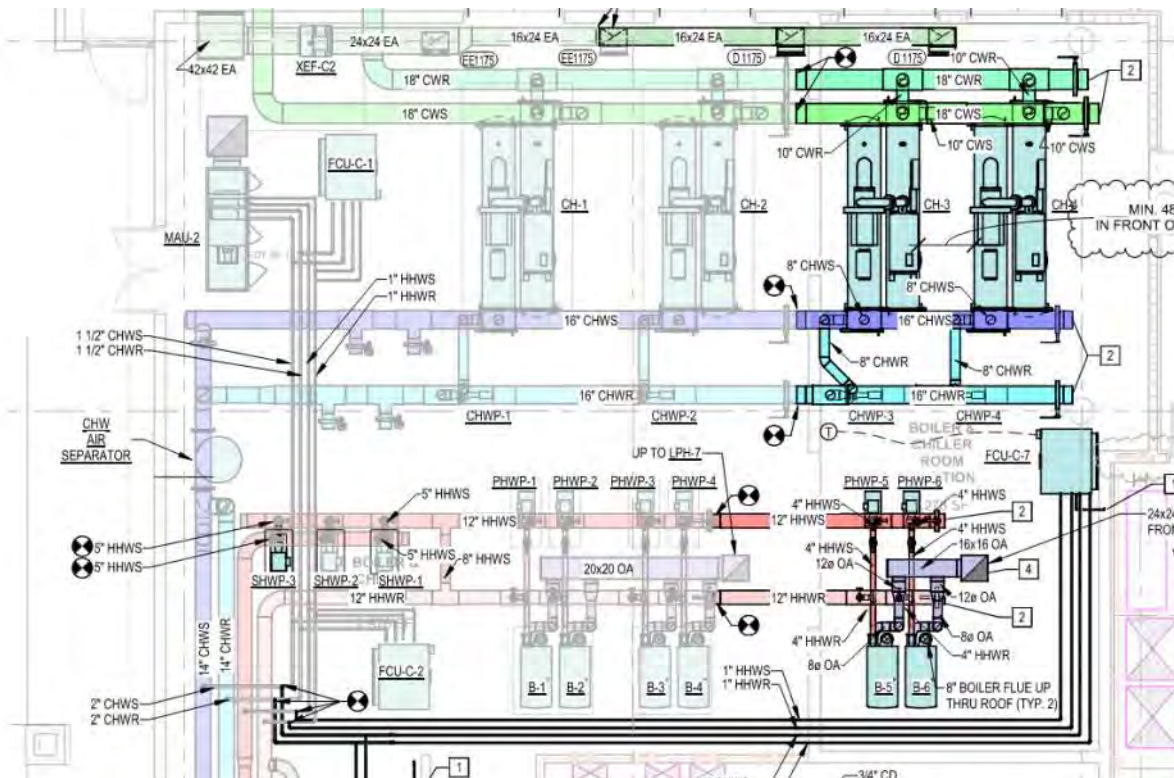 24x24 EA
16x24 EA
16x24 EA
16x24 EA
42x42 EA
XEF-C2
EE1175
EE1175
D1175
10" CWR
18" CWR
18" CWR
2
18" CWS
18" CWS
10" CWR
10" CWS
10" CWS
FCU-C-1
CH-1
CH-2
CH-3
CH-4
MIN. 48
IN FRONT O
MAU-2
1" HHWS
1" HHWR
8" CHWS
8" CHWS
16" CHWS
16" CHWS
1 1/2" CHWS
1 1/2" CHWR
8" CHWR
8" CHWR
2
16" CHWR
16" CHWR
CHWP-1
CHWP-2
CHWP-3
CHWP-4
CHW
AIR
SEPARATOR
T
BOILER &
CHILLER
ROOM
FCU-C-7
UP TO LPH-7
PHWP-1
PHWP-2
PHWP-3
PHWP-4
PHWP-5
PHWP-6
5" HHWS
4" HHWS
4" HHWS
1
12" HHWS
12" HHWS
2
5" HHWS
5" HHWS
4" HHWS
24x24
FRON
5" HHWS
8" HHWS
4" HHWS
16x16 OA
12ø OA
SHWP-3
SHWP-2
SHWP-1
BOILER &
20x20 OA
4
12" HHWR
12" HHWR
12ø OA
2
4" HHWR
8ø OA
8ø OA
4" HHWR
14" CHWS
14" CHWR
FCU-C-2
B-1
B-2
B-3
B-4
B-5
B-6
1" HHWS
1" HHWR
8" BOILER FLUE UP
THRU ROOF (TYP. 2)
2" CHWS
2" CHWR
1
3/4" CD